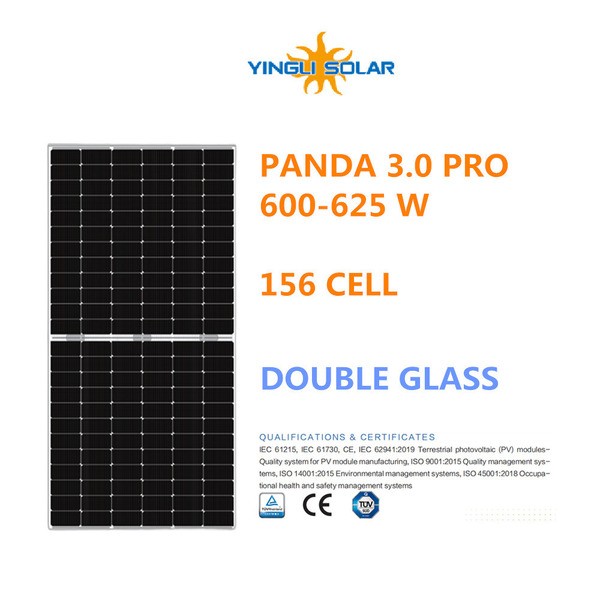 YINGLI SOLAR
PANDA 3.0 PRO
600-625 W
156 CELL
DOUBLE GLASS
QUALIFICATIONS & CERTIFICATES
IEC 61215, IEC 61730, CE, IEC 62941:2019 Terrestrial photovoltaic (PV) modules–
Quality system for PV module manufacturing, ISO 9001:2015 Quality management sys-
tems, ISO 14001:2015 Environmental management systems, ISO 45001:2018 Occupa-
tional health and safety management systems
CE